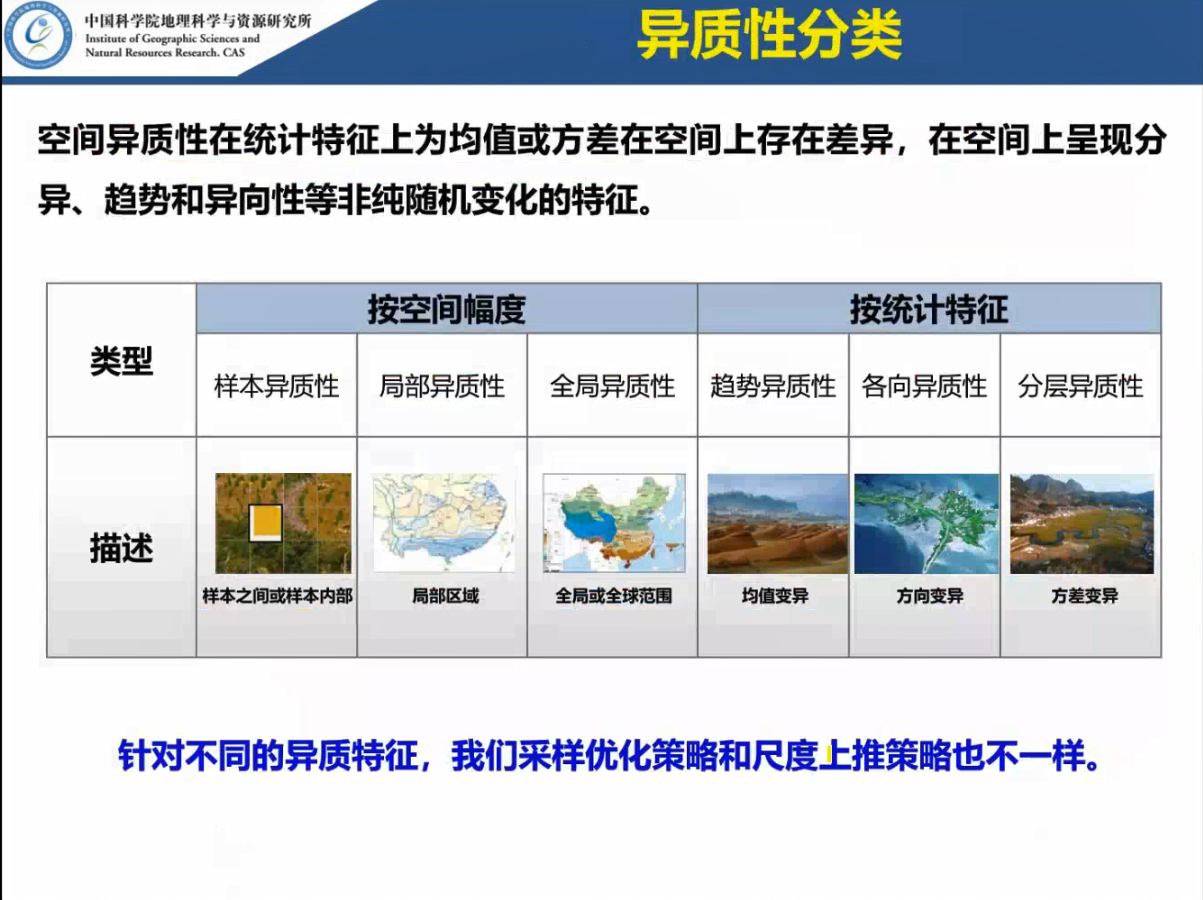 中国科学院地理科学与资源研究所
Institute of Geographic Sciences and
Natural Resources Research. CAS
异质性分类
空间异质性在统计特征上为均值或方差在空间上存在差异，在空间上呈现分
异、趋势和异向性等非纯随机变化的特征。
类型
按空间幅度
按统计特征
样本异质性
局部异质性
全局异质性
趋势异质性
各向异质性
分层异质性
描述
样本之间或样本内部
局部区域
全局或全球范围
均值变异
方向变异
方差变异
针对不同的异质特征，我们采样优化策略和尺度上推策略也不一样。